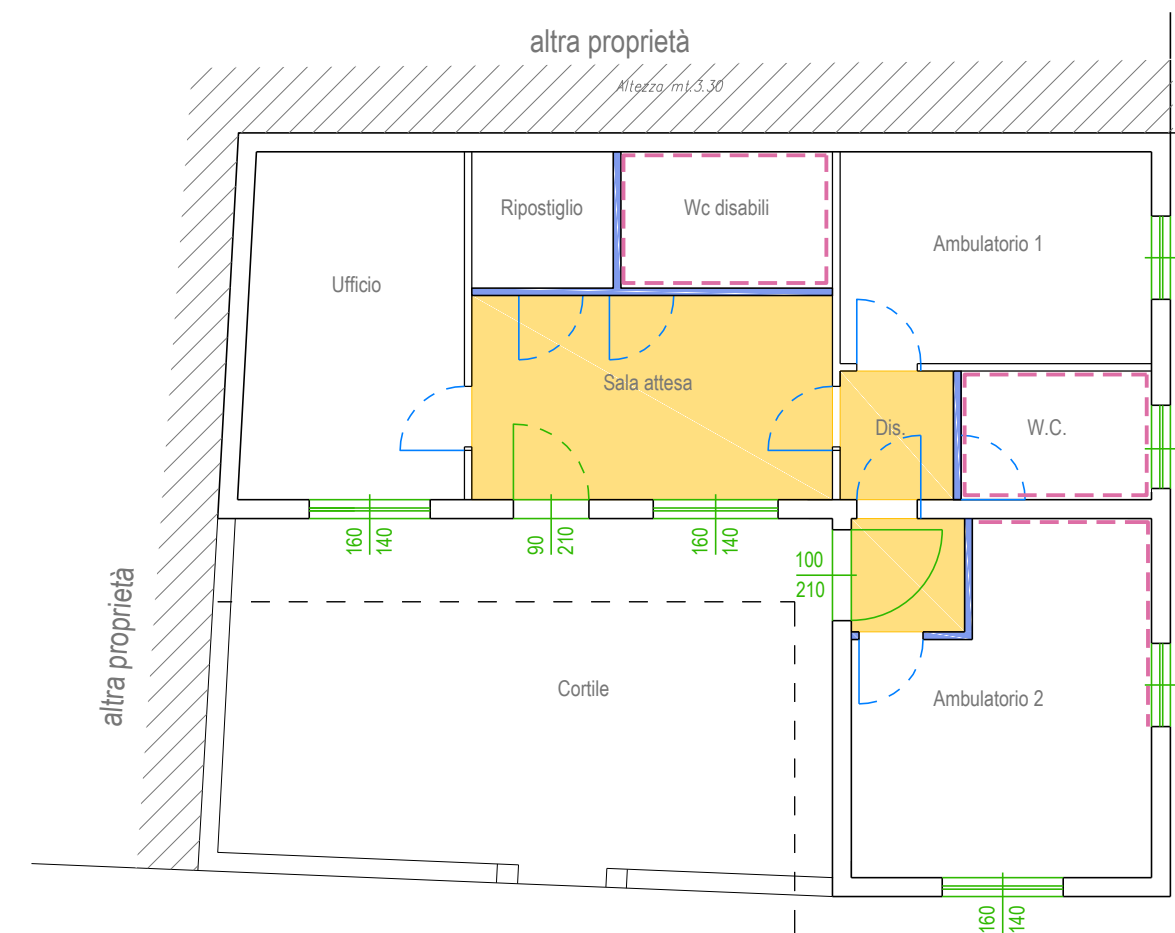 altra proprietà
Altezza mt.3.30
Ripostiglio
Wc disabili
Ambulatorio 1
Ufficio
Sala attesa
Dis.
W.C.
160
140
90
210
160
140
100
210
altra proprietà
Cortile
Ambulatorio 2
160
140